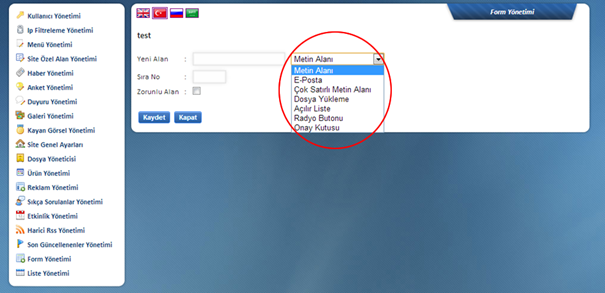 Kullanıcı Yönetimi
Ip Filtreleme Yönetimi
Menü Yönetimi
Site Özel Alan Yönetimi
Haber Yönetimi
Anket Yönetimi
Duyuru Yönetimi
Galeri Yönetimi
Kayan Görsel Yönetimi
Site Genel Ayarları
Dosya Yöneticisi
Ürün Yönetimi
Reklam Yönetimi
Sıkça Sorulanlar Yönetimi
Etkinlik Yönetimi
Harici Rss Yönetimi
Son Güncellenenler Yönetimi
Form Yönetimi
Liste Yönetimi
Form Yönetimi
test
Yeni Alan : Metin Alanı
Sıra No :
Zorunlu Alan :
Metin Alanı
E-Posta
Çok Satırlı Metin Alanı
Dosya Yükleme
Açılır Liste
Radyo Butonu
Onay Kutusu
Kaydet Kapat